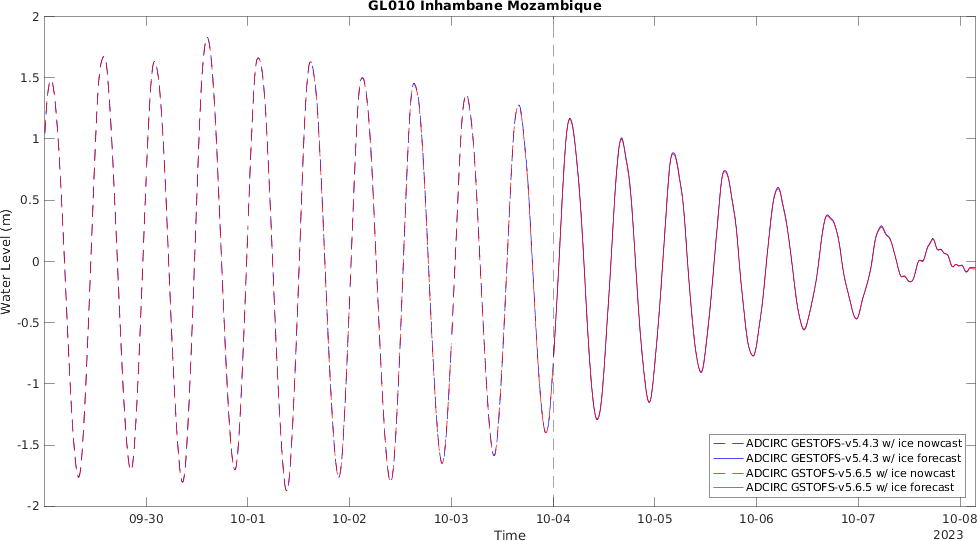 GL010 Inhambane Mozambique
2
1.5
1
0.5
0
-0.5
-1
-1.5
-2
Water Level (m)
ADCIRC GESTOFS-v5.4.3 w/ ice nowcast
ADCIRC GESTOFS-v5.4.3 w/ ice forecast
ADCIRC GSTOFS-v5.6.5 w/ ice nowcast
ADCIRC GSTOFS-v5.6.5 w/ ice forecast
09-30 10-01 10-02 10-03 10-04 10-05 10-06 10-07 10-08
Time 2023